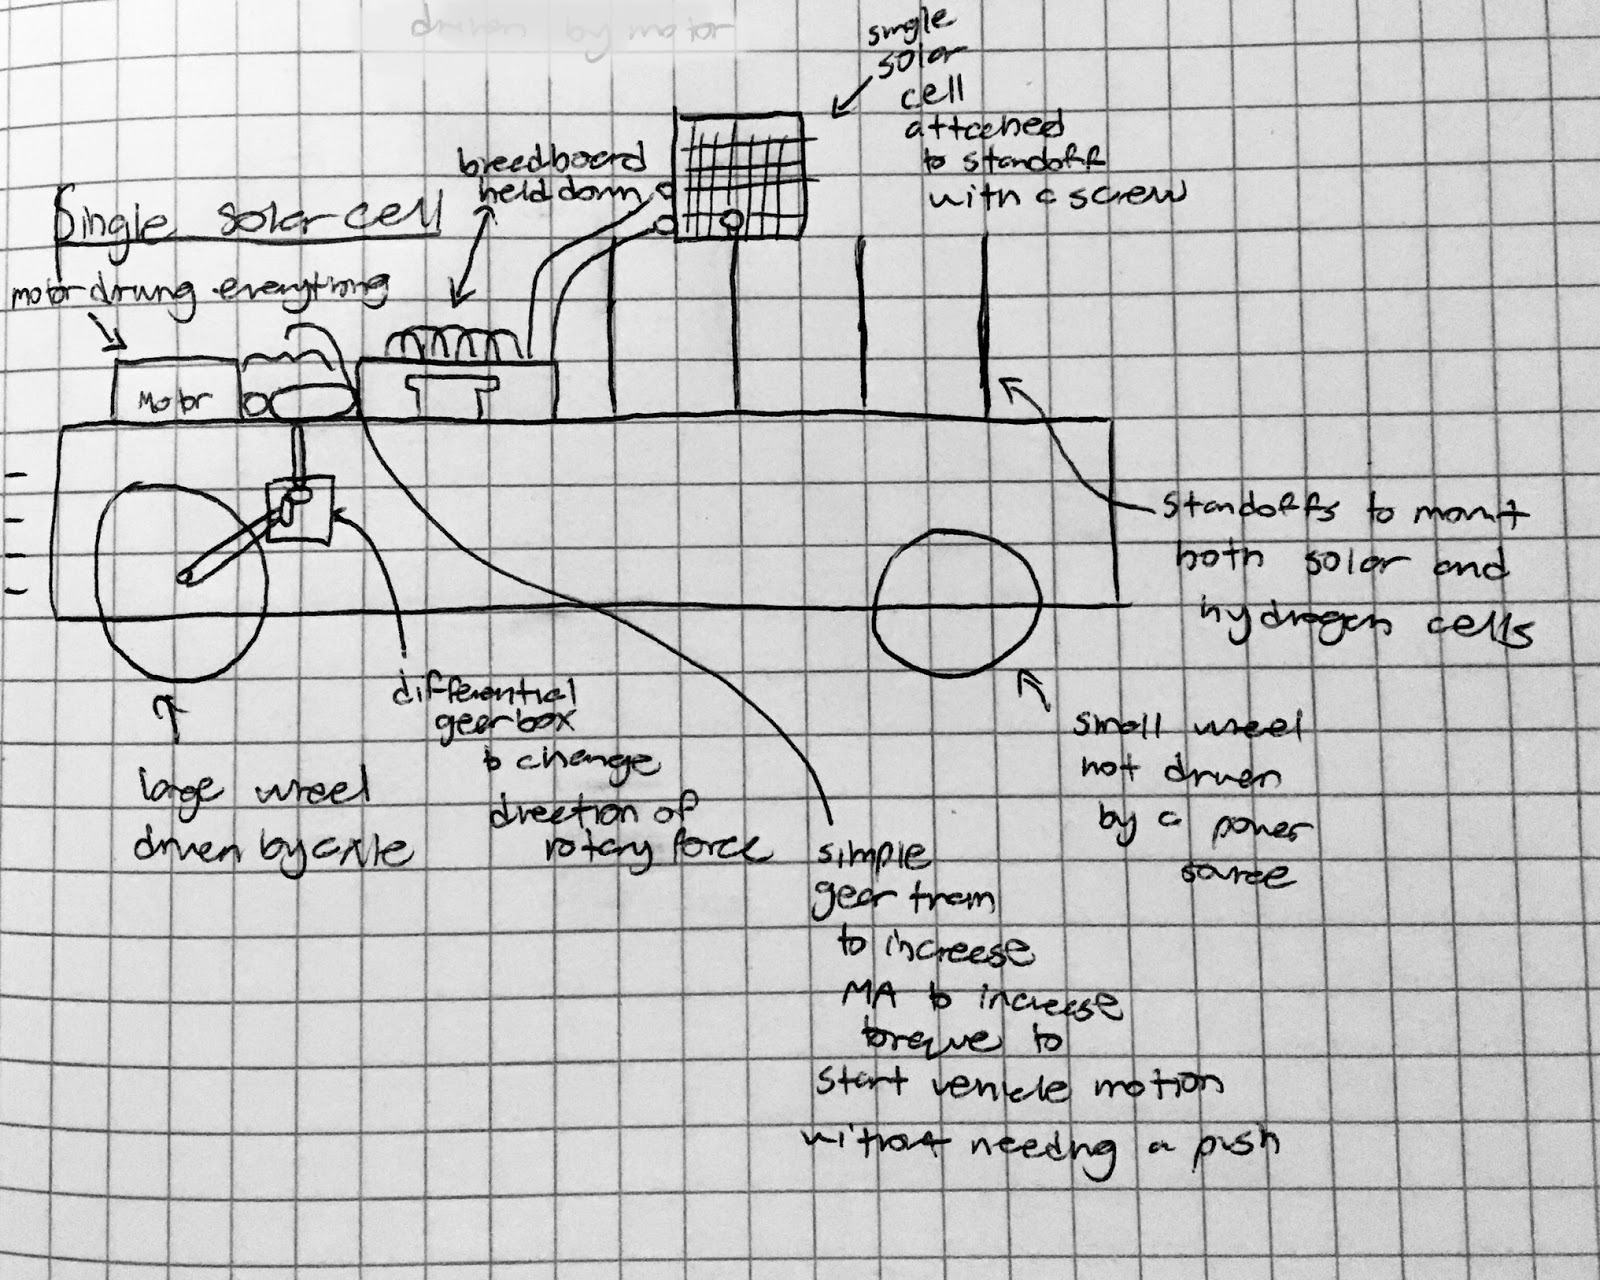 driven by motor
single
solar
cell
attached
to standoff
with a screw
breedboard
held down
Single solar cell
motor driving everything
Motor
standoffs to mount
both solar and
hydrogen cells
differential
gearbox
to change
direction of
rotary force
large wheel
driven by axle
small wheel
not driven
by a power
source
simple
gear train
to increese
MA to increase
torque to
start vehicle motion
without needing a push